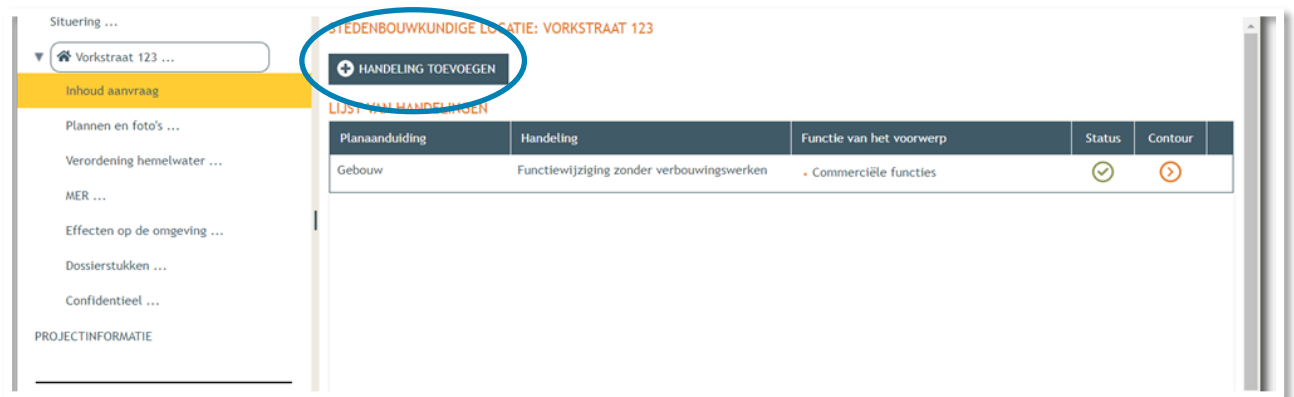 Situering ...
Vorkstraat 123 ...
Inhoud aanvraag
Plannen en foto's ...
Verordening hemelwater ...
MER ...
Effecten op de omgeving ...
Dossierstukken ...
Confidentieel ...
PROJECTINFORMATIE
STEDENBOUWKUNDIGE LOCATIE: VORKSTRAAT 123
HANDELING TOEVOEGEN
LIJST VAN HANDELINGEN
Planaanduiding Handeling Functie van het voorwerp Status Contour
Gebouw Functiewijziging zonder verbouwingswerken • Commerciële functies